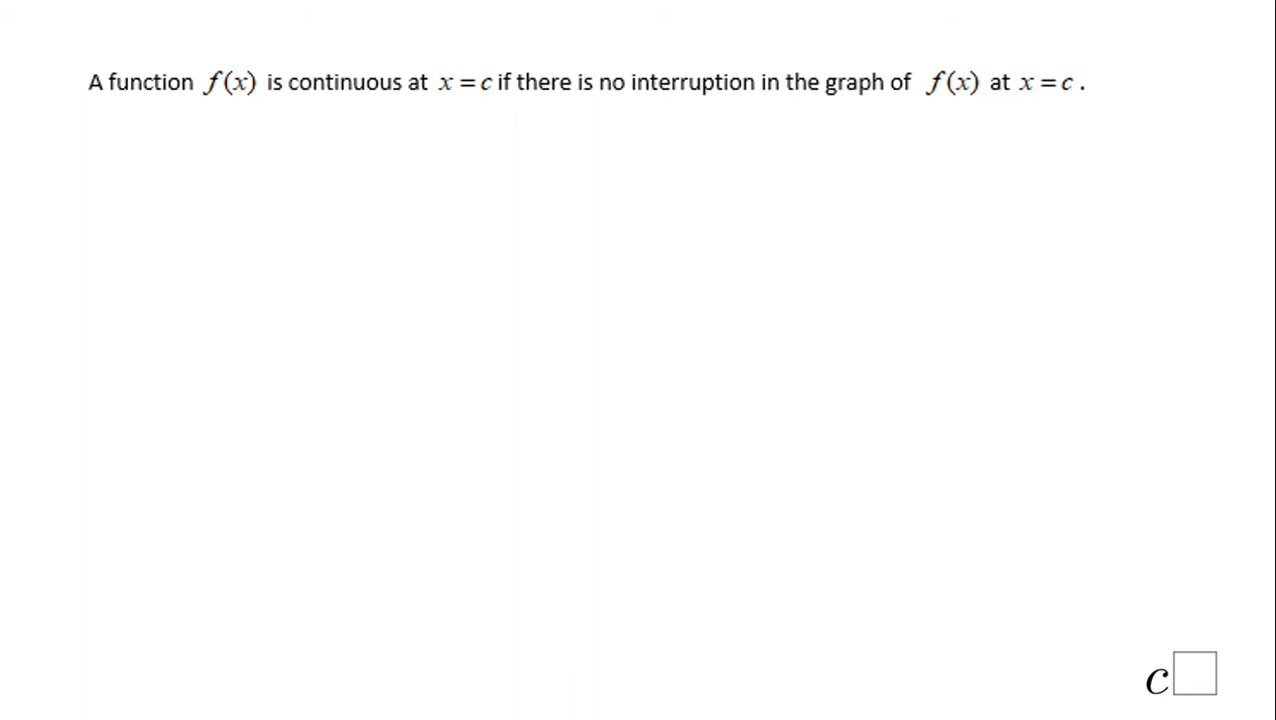 A function f(x) is continuous at x = c if there is no interruption in the graph of f(x) at x = c .
c